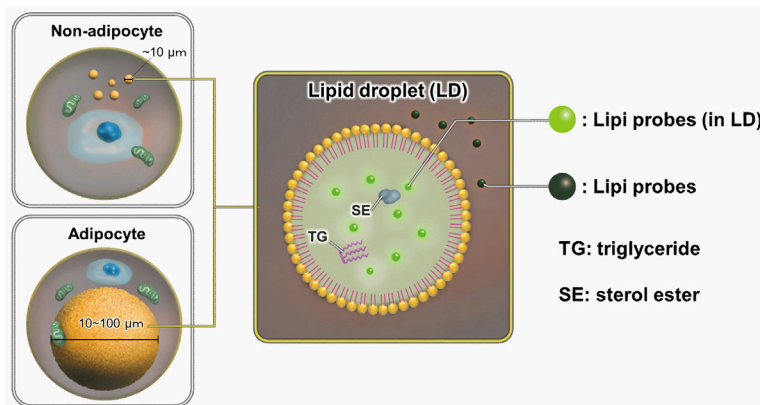 Non-adipocyte
~10 μm
Adipocyte
10~100 μm
Lipid droplet (LD)
SE
TG
: Lipi probes (in LD)
: Lipi probes
TG: triglyceride
SE: sterol ester